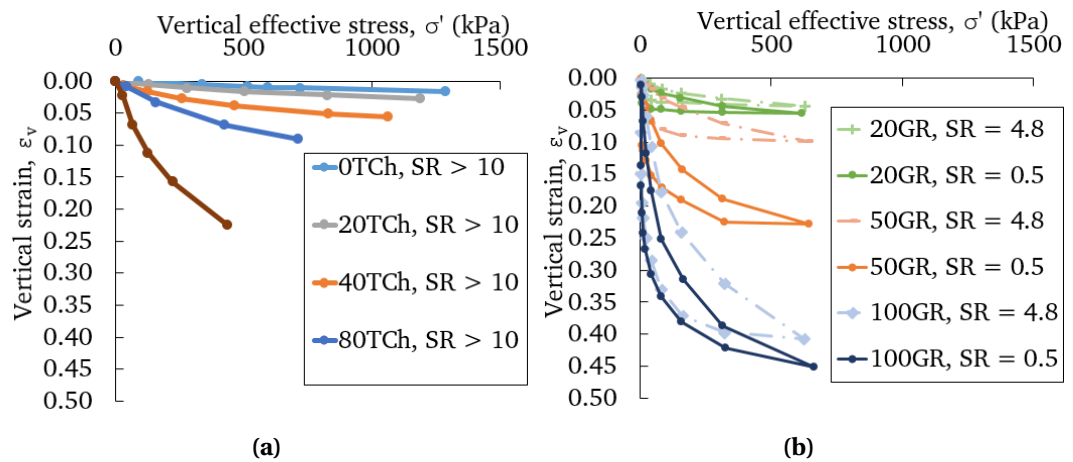 Vertical effective stress, σ' (kPa)
0 500 1000 1500
Vertical strain, εv
0.00
0.05
0.10
0.15
0.20
0.25
0.30
0.35
0.40
0.45
0.50
0TCh, SR > 10
20TCh, SR > 10
40TCh, SR > 10
80TCh, SR > 10
(a)
Vertical effective stress, σ' (kPa)
0 500 1000 1500
Vertical strain, εv
0.00
0.05
0.10
0.15
0.20
0.25
0.30
0.35
0.40
0.45
0.50
20GR, SR = 4.8
20GR, SR = 0.5
50GR, SR = 4.8
50GR, SR = 0.5
100GR, SR = 4.8
100GR, SR = 0.5
(b)